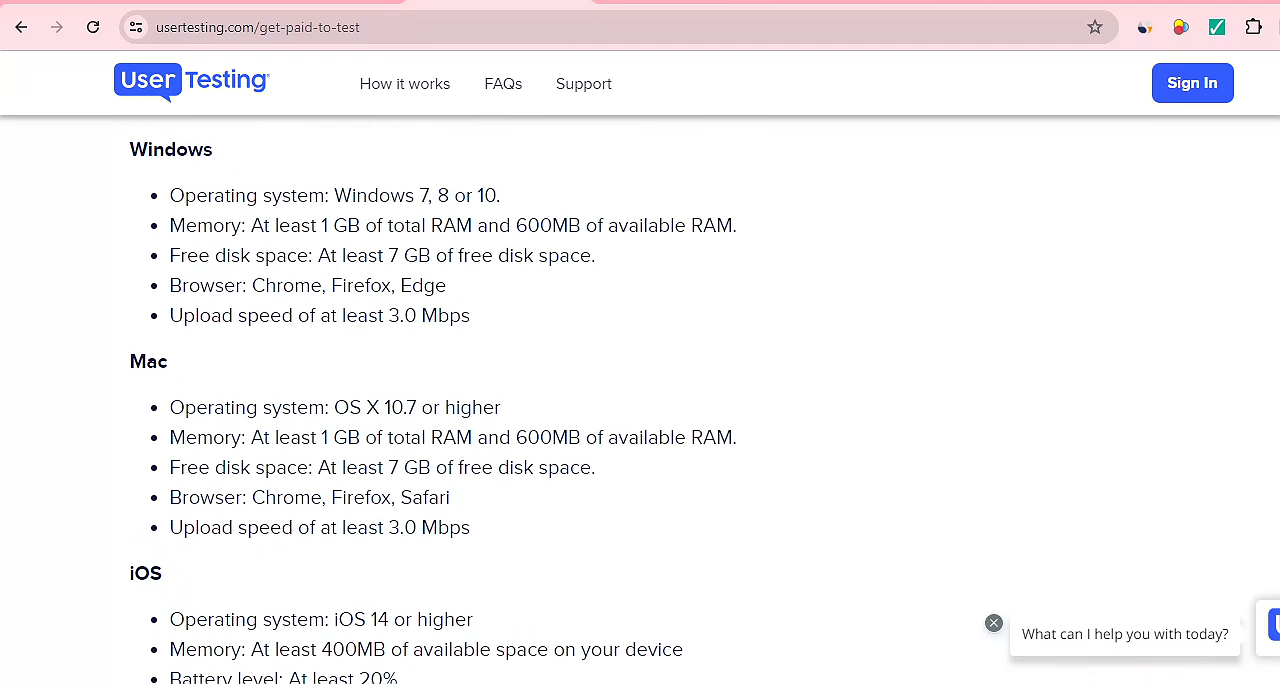 usertesting.com/get-paid-to-test
User Testing
How it works
FAQs
Support
Sign In
Windows
• Operating system: Windows 7, 8 or 10.
• Memory: At least 1 GB of total RAM and 600MB of available RAM.
• Free disk space: At least 7 GB of free disk space.
• Browser: Chrome, Firefox, Edge
• Upload speed of at least 3.0 Mbps
Mac
• Operating system: OS X 10.7 or higher
• Memory: At least 1 GB of total RAM and 600MB of available RAM.
• Free disk space: At least 7 GB of free disk space.
• Browser: Chrome, Firefox, Safari
• Upload speed of at least 3.0 Mbps
iOS
• Operating system: iOS 14 or higher
• Memory: At least 400MB of available space on your device
• Battery level: At least 20%
What can I help you with today?